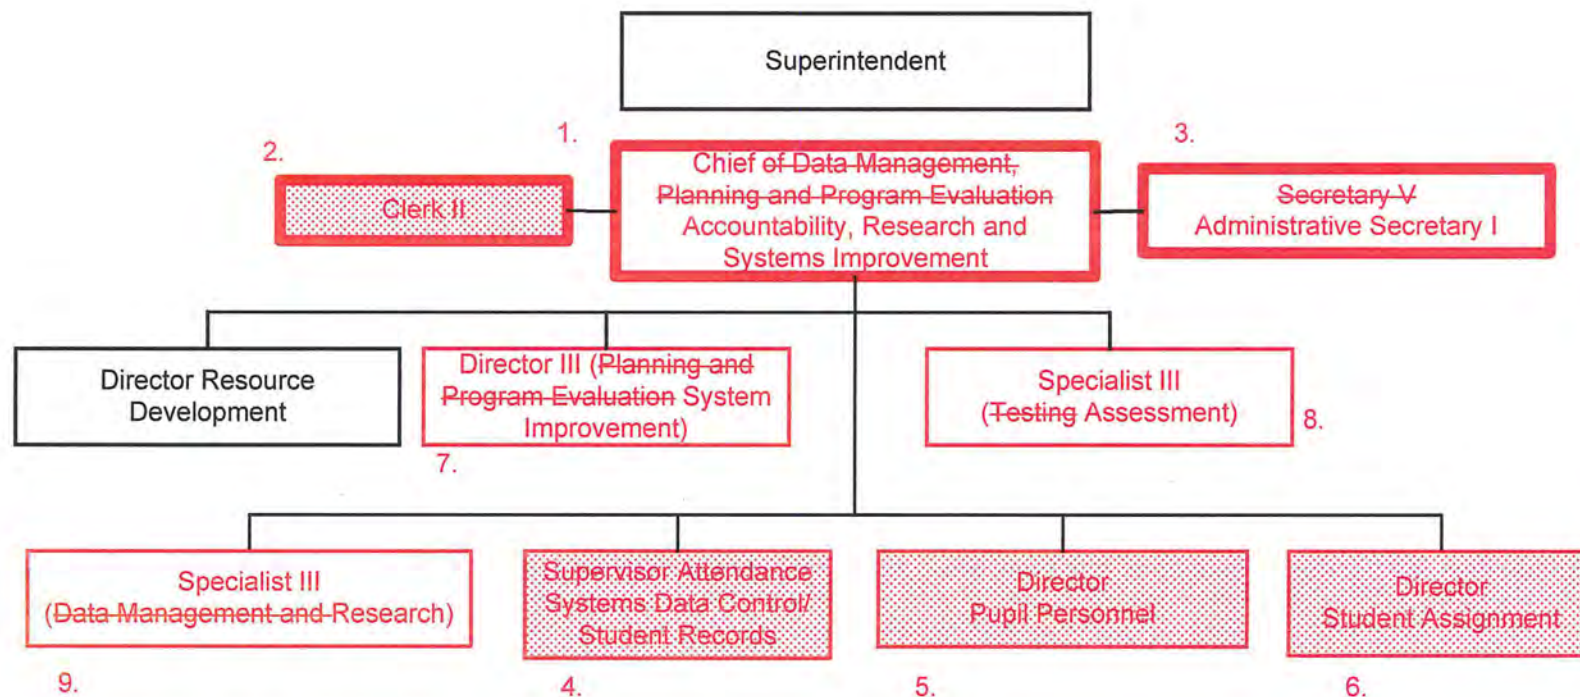 Superintendent
1.
2.
3.
Chief of Data Management,
Planning and Program Evaluation
Accountability, Research and
Systems Improvement
Clerk II
Secretary V
Administrative Secretary I
Director Resource
Development
Director III (Planning and
Program Evaluation System
Improvement)
7.
Specialist III
(Testing Assessment)
8.
Specialist III
(Data Management and Research)
9.
Supervisor Attendance
Systems Data Control/
Student Records
4.
Director
Pupil Personnel
5.
Director
Student Assignment
6.